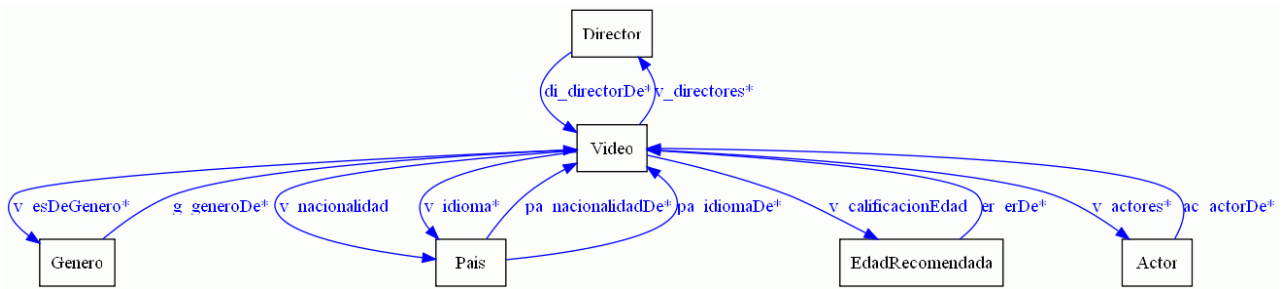 Director
di_directorDe* v_directores*
Video
v_esDeGenero* g_generoDe* v_nacionalidad v_idioma* pa_nacionalidadDe* pa_idiomaDe* v_calificacionEdad er_erDe* v_actores* ac_actorDe*
Genero Pais EdadRecomendada Actor